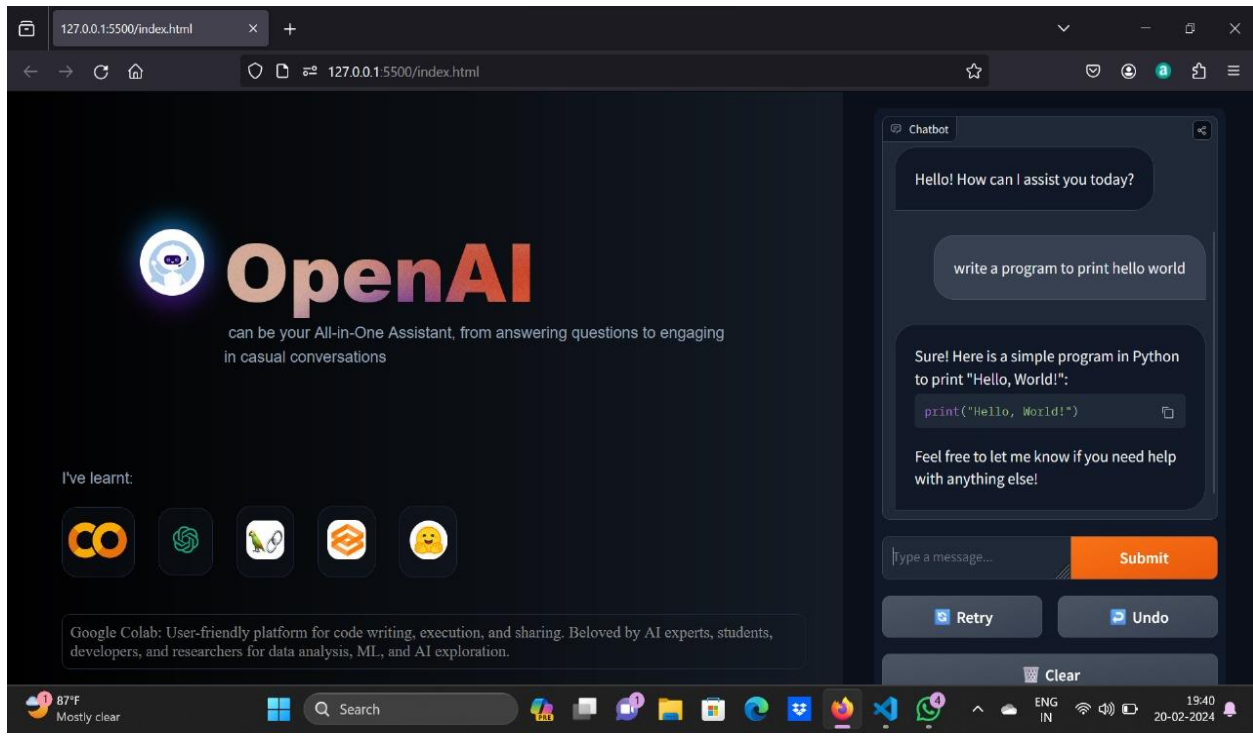 127.0.0.1:5500/index.html
127.0.0.1:5500/index.html
OpenAI
can be your All-in-One Assistant, from answering questions to engaging
in casual conversations
I've learnt:
Google Colab: User-friendly platform for code writing, execution, and sharing. Beloved by AI experts, students,
developers, and researchers for data analysis, ML, and AI exploration.
Chatbot
Hello! How can I assist you today?
write a program to print hello world
Sure! Here is a simple program in Python
to print "Hello, World!":
print("Hello, World!")
Feel free to let me know if you need help
with anything else!
Type a message...
Submit
Retry
Undo
Clear
1
87°F
Mostly clear
Search
PRE
1
a
4
ENG
IN
19:40
20-02-2024